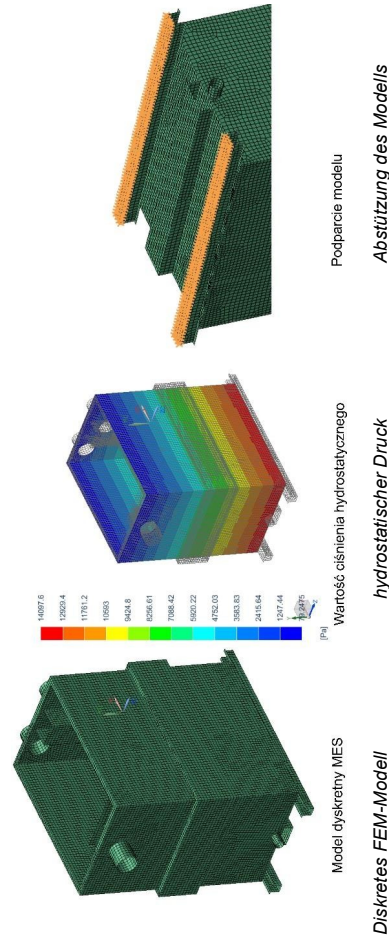 Model dyskretny MES
Diskretes FEM-Modell
14097.6
12929.4
11761.2
10593
9424.8
8256.61
7088.42
5920.22
4752.03
3583.83
2415.64
1247.44
[Pa]
Wartość ciśnienia hydrostatycznego
hydrostatischer Druck
Podparcie modelu
Abstützung des Modells